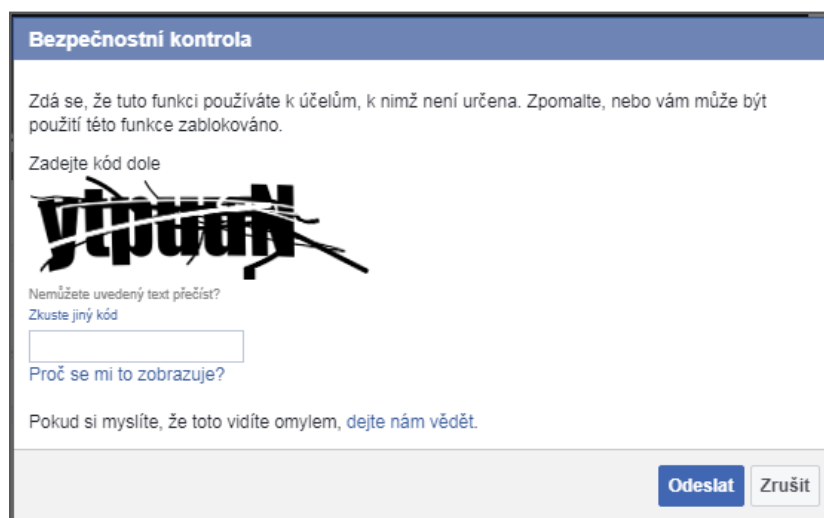 Bezpečnostní kontrola
Zdá se, že tuto funkci používáte k účelům, k nimž není určena. Zpomalte, nebo vám může být
použití této funkce zablokováno.
Zadejte kód dole
Nemůžete uvedený text přečíst?
Zkuste jiný kód
Proč se mi to zobrazuje?
Pokud si myslíte, že toto vidíte omylem, dejte nám vědět.
Odeslat Zrušit